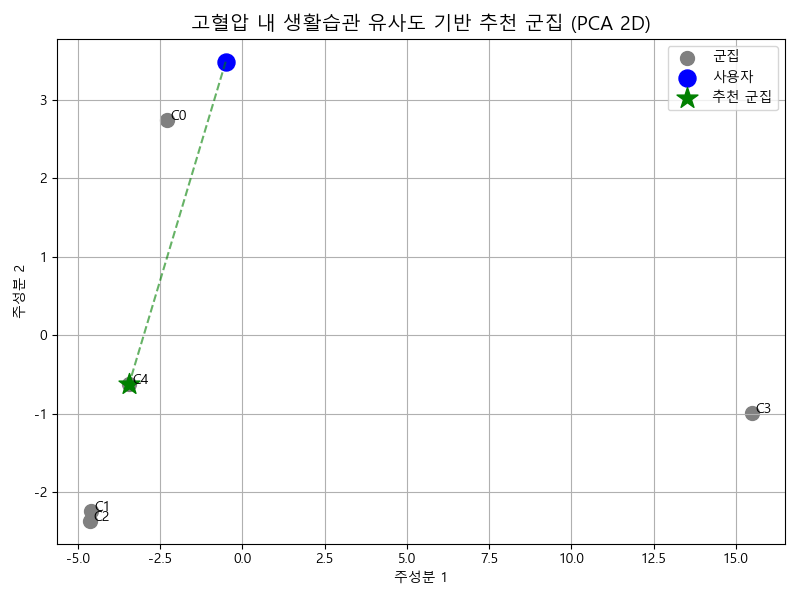 고혈압 내 생활습관 유사도 기반 추천 군집 (PCA 2D)
군집
사용자
추천 군집
C0
C4
C3
C1
C2
주성분 2
3
2
1
0
-1
-2
-5.0 -2.5 0.0 2.5 5.0 7.5 10.0 12.5 15.0
주성분 1